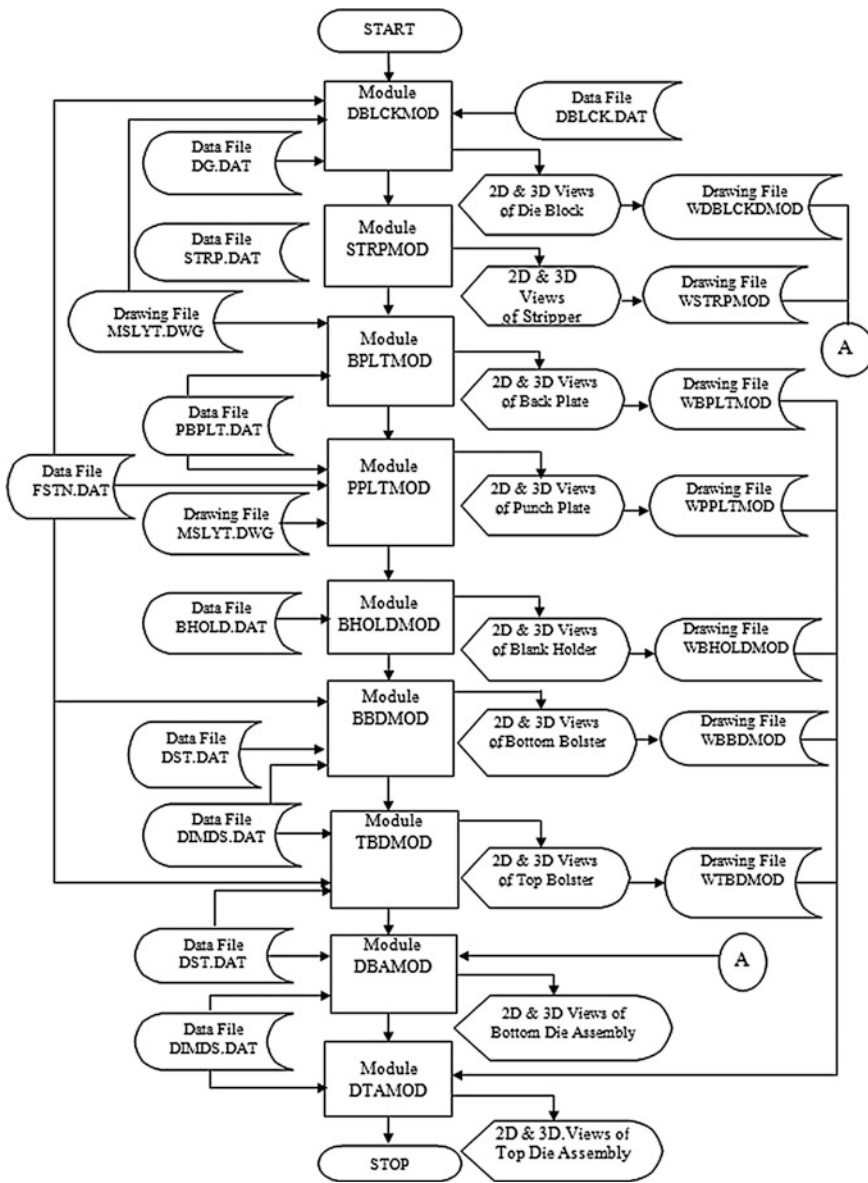 START
Module
DBLCKMOD
Data File
DBLCK.DAT
Data File
DG.DAT
2D & 3D Views
of Die Block
Drawing File
WDBLCKDMOD
Module
STRPMOD
Data File
STRP.DAT
2D & 3D
Views
of Stripper
Drawing File
WSTRPMOD
A
Drawing File
MSLYT.DWG
Module
BPLTMOD
2D & 3D Views
of Back Plate
Drawing File
WBPLTMOD
Data File
PBPLT.DAT
Module
PPLTMOD
Data File
FSTN.DAT
2D & 3D Views
of Punch Plate
Drawing File
WPPLTMOD
Drawing File
MSLYT.DWG
Module
BHOLDMOD
Data File
BHOLD.DAT
2D & 3D Views
of Blank Holder
Drawing File
WBHOLDMOD
Module
BBDMOD
Data File
DST.DAT
2D & 3D Views
of Bottom Bolster
Drawing File
WBBDMOD
Data File
DIMDS.DAT
Module
TBDMOD
2D & 3D Views
of Top Bolster
Drawing File
WTBDMOD
Data File
DST.DAT
Module
DBAMOD
A
2D & 3D Views of
Bottom Die Assembly
Data File
DIMDS.DAT
Module
DTAMOD
2D & 3D.Views of
Top Die Assembly
STOP